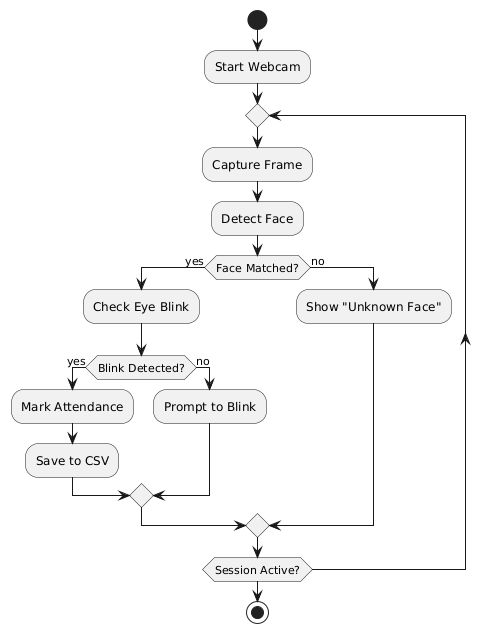 Start Webcam
Capture Frame
Detect Face
yes
Face Matched?
no
Check Eye Blink
Show "Unknown Face"
yes
Blink Detected?
no
Mark Attendance
Prompt to Blink
Save to CSV
Session Active?